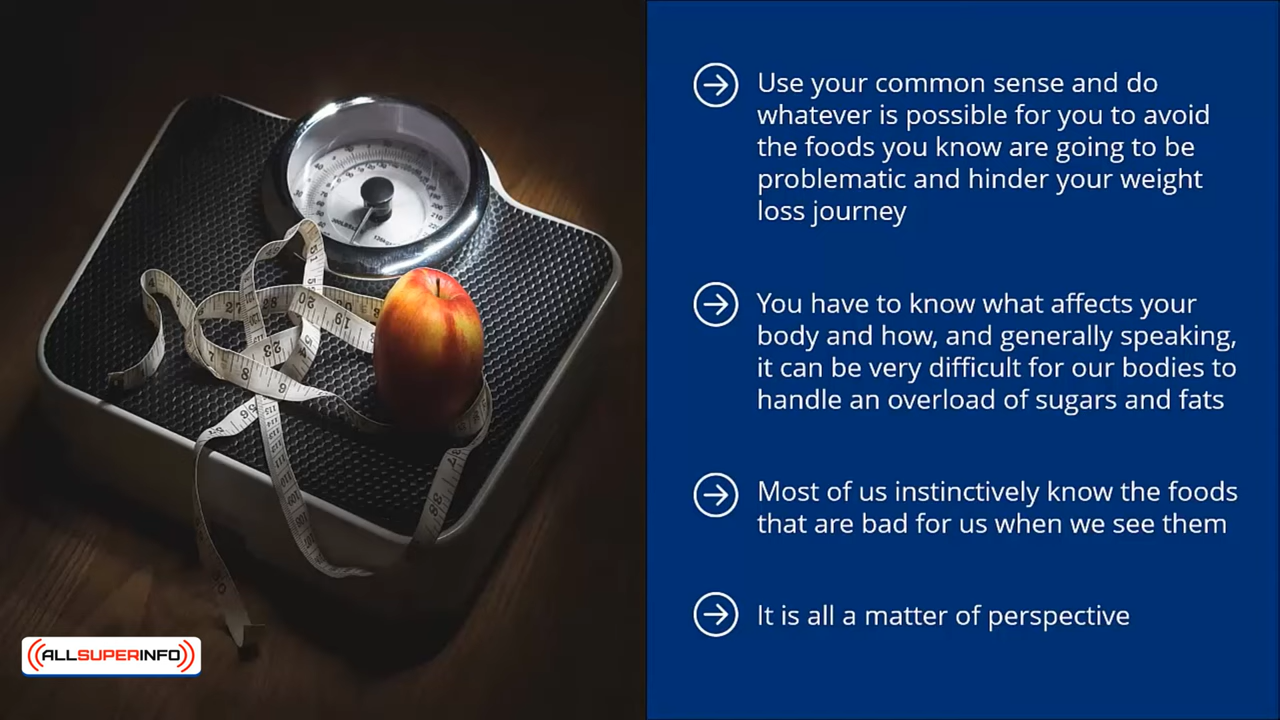 Use your common sense and do
whatever is possible for you to avoid
the foods you know are going to be
problematic and hinder your weight
loss journey
You have to know what affects your
body and how, and generally speaking,
it can be very difficult for our bodies to
handle an overload of sugars and fats
Most of us instinctively know the foods
that are bad for us when we see them
It is all a matter of perspective
ALLSUPERINFO